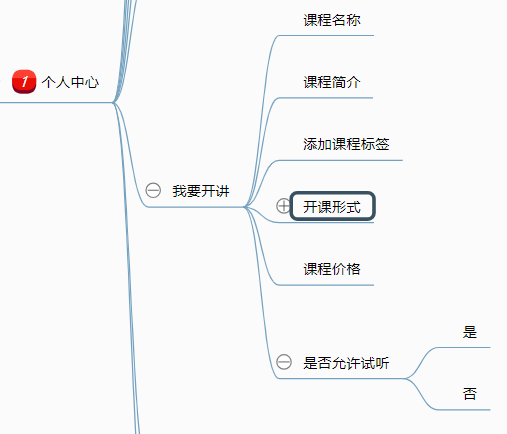 课程名称
1 个人中心
课程简介
添加课程标签
我要开讲
开课形式
课程价格
是否允许试听
是
否